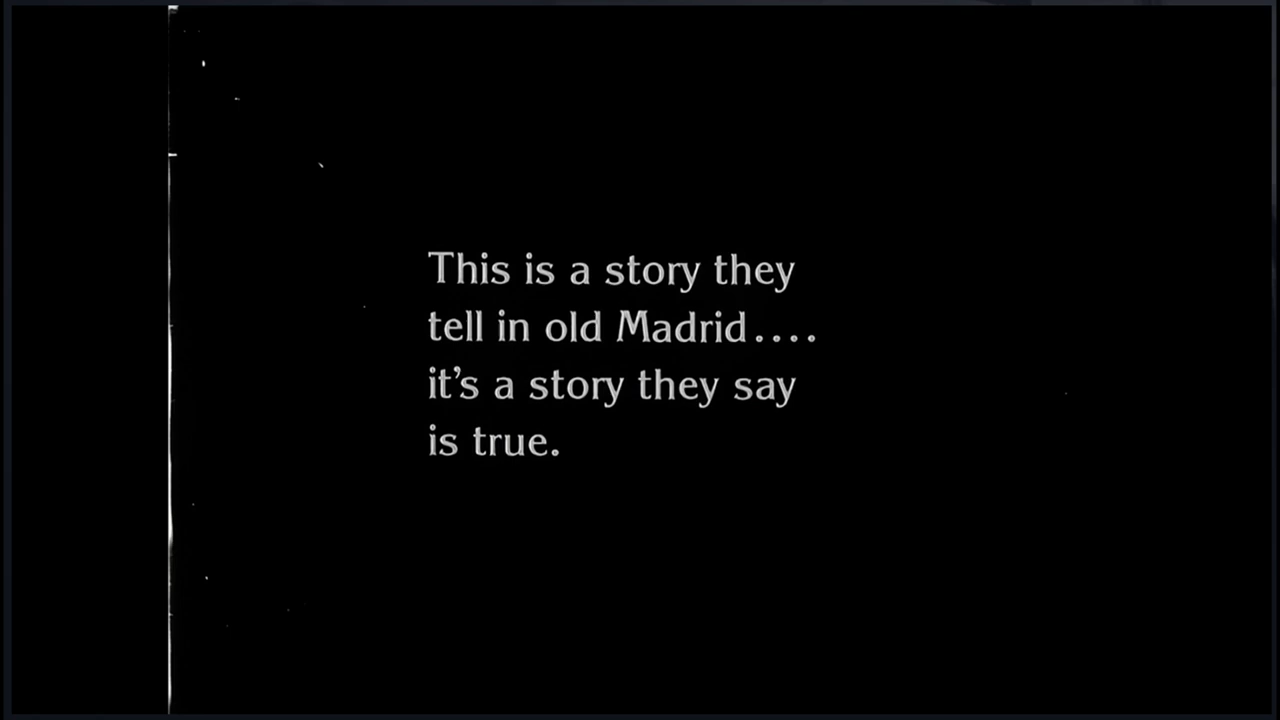 This is a story they
tell in old Madrid....
it's a story they say
is true.